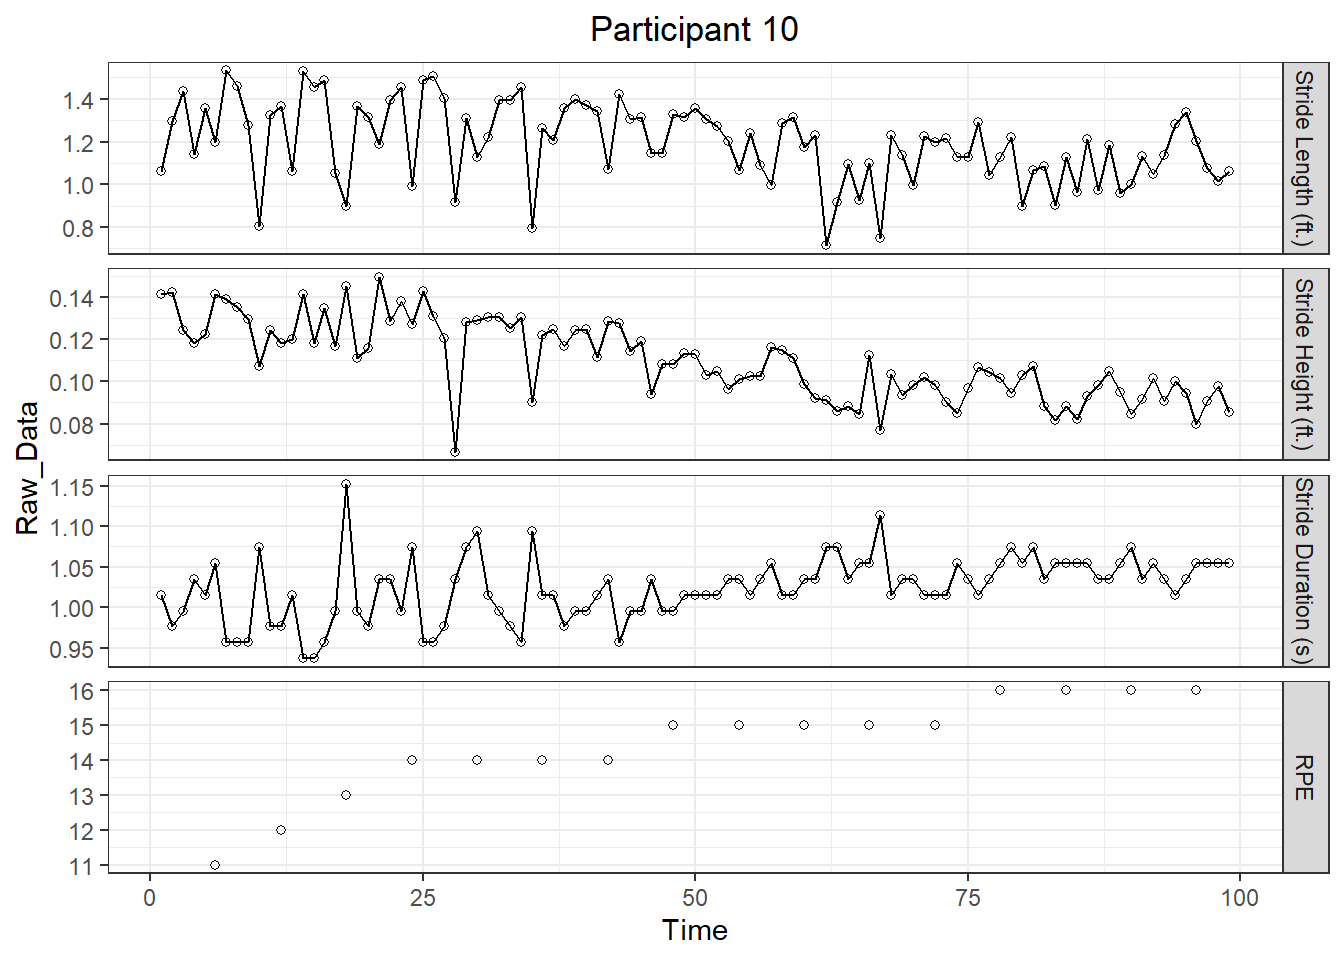 Participant 10
Raw_Data
1.4
1.2
1.0
0.8
Stride Length (ft.)
0.14
0.12
0.10
0.08
Stride Height (ft.)
1.15
1.10
1.05
1.00
0.95
Stride Duration (s)
16
15
14
13
12
11
RPE
0 25 50 75 100
Time